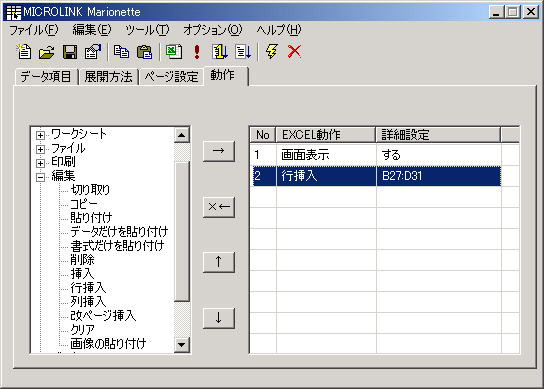 MICROLINK Marionette
ファイル(F) 編集(E) ツール(T) オプション(O) ヘルプ(H)
データ項目 展開方法 ページ設定 動作
ワークシート
ファイル
印刷
編集
切り取り
コピー
貼り付け
データだけを貼り付け
書式だけを貼り付け
削除
挿入
行挿入
列挿入
改ページ挿入
クリア
画像の貼り付け
→
×←
↑
↓
No EXCEL動作 詳細設定
1 画面表示 する
2 行挿入 B27:D31